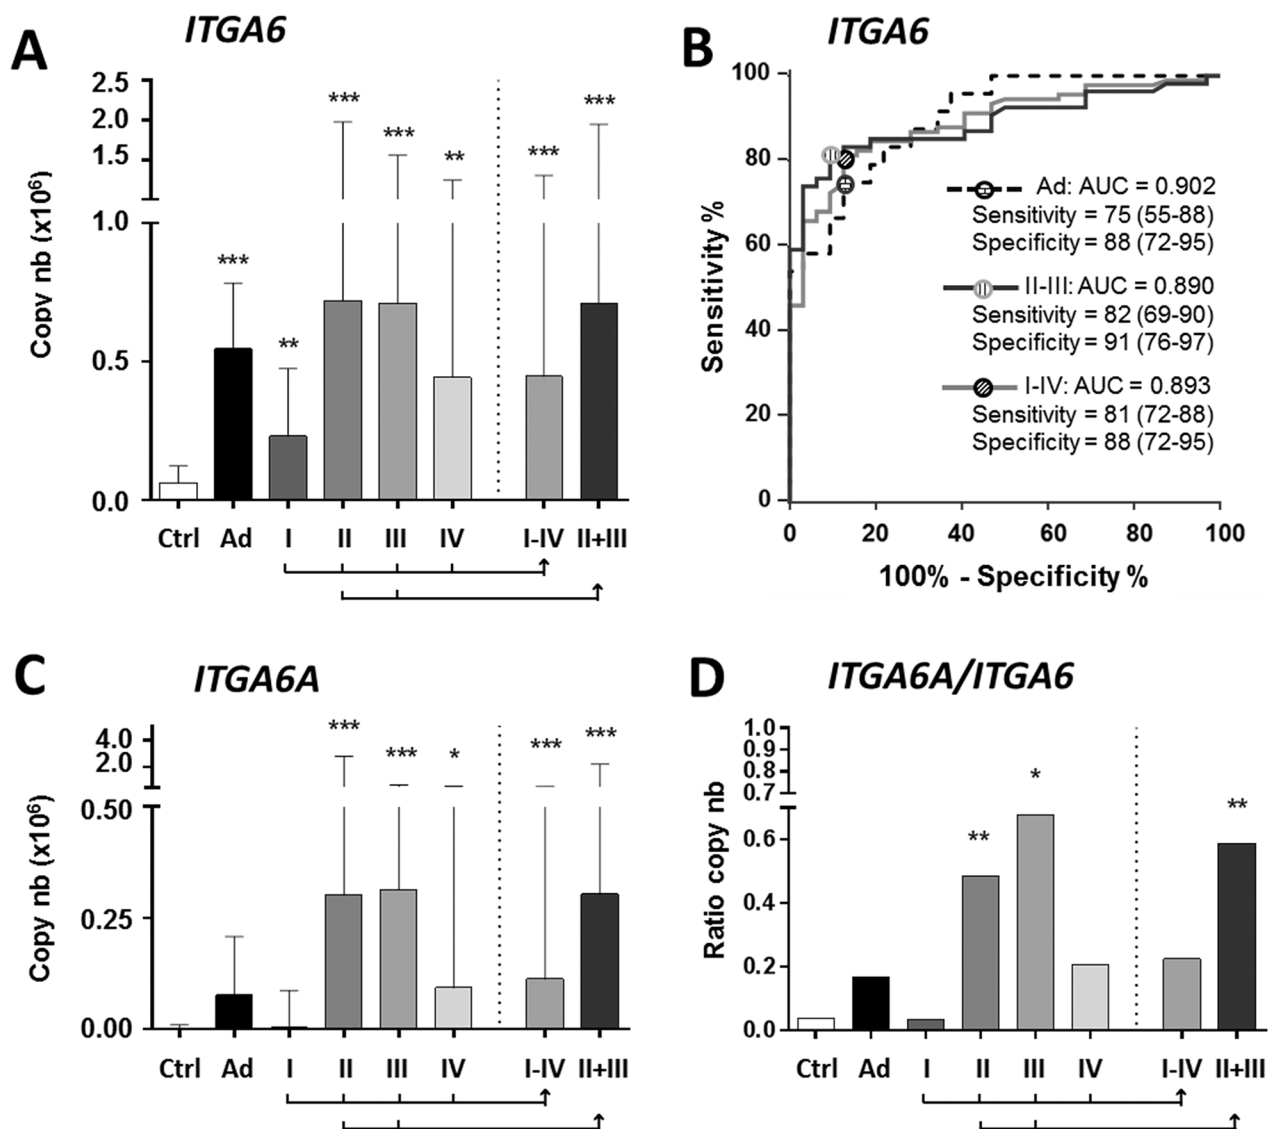 A
ITGA6
Copy nb (x10⁶)
2.5
2.0
1.5
1.0
0.5
0.0
***
***
**
***
***
**
***
***
Ctrl Ad I II III IV I-IV II+III
B
ITGA6
Sensitivity %
100
80
60
40
20
0
Ad: AUC = 0.902
Sensitivity = 75 (55-88)
Specificity = 88 (72-95)
II-III: AUC = 0.890
Sensitivity = 82 (69-90)
Specificity = 91 (76-97)
I-IV: AUC = 0.893
Sensitivity = 81 (72-88)
Specificity = 88 (72-95)
0 20 40 60 80 100
100% - Specificity %
C
ITGA6A
Copy nb (x10⁶)
4.0
2.0
0.50
0.25
0.00
*** *** * *** ***
Ctrl Ad I II III IV I-IV II+III
D
ITGA6A/ITGA6
Ratio copy nb
1.0
0.9
0.8
0.7
0.6
0.4
0.2
0.0
** * **
Ctrl Ad I II III IV I-IV II+III